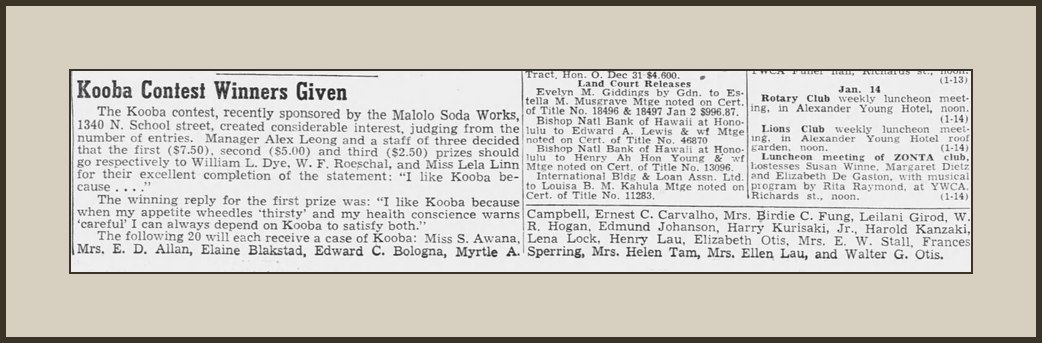 Kooba Contest Winners Given
The Kooba contest, recently sponsored by the Malolo Soda Works,
1340 N. School street, created considerable interest, judging from the
number of entries. Manager Alex Leong and a staff of three decided
that the first ($7.50), second ($5.00) and third ($2.50) prizes should
go respectively to William L. Dye, W. F. Roeschal, and Miss Lela Linn
for their excellent completion of the statement: “I like Kooba be-
cause . . . .”
The winning reply for the first prize was: “I like Kooba because
when my appetite wheedles ‘thirsty’ and my health conscience warns
‘careful’ I can always depend on Kooba to satisfy both.”
The following 20 will each receive a case of Kooba: Miss S. Awana,
Mrs. E. D. Allan, Elaine Blakstad, Edward C. Bologna, Myrtle A.
Campbell, Ernest C. Carvalho, Mrs. Birdie C. Fung, Leilani Girod, W.
R. Hogan, Edmund Johanson, Harry Kurisaki, Jr., Harold Kanzaki,
Lena Lock, Henry Lau, Elizabeth Otis, Mrs. E. W. Stall, Frances
Sperring, Mrs. Helen Tam, Mrs. Ellen Lau, and Walter G. Otis.
Tract, Hon. O. Dec 31 $4.600.
Land Court Releases
Evelyn M. Giddings by Gdn. to Es-
tella M. Musgrave Mtge noted on Cert.
of Title No. 18496 & 18497 Jan 2 $996.87.
Bishop Natl Bank of Hawaii at Hono-
lulu to Edward A. Lewis & wf Mtge
noted on Cert. of Title No. 46870
Bishop Natl Bank of Hawaii at Hono-
lulu to Henry Ah Hon Young & wf
Mtge noted on Cert. of Title No. 13096.
International Bldg & Loan Assn. Ltd.
to Louisa B. M. Kahula Mtge noted on
Cert. of Title No. 11283.
YWCA Fuller hall, Richards st., noon.
(1-13)
Jan. 14
Rotary Club weekly luncheon meet-
ing, in Alexander Young Hotel, noon.
(1-14)
Lions Club weekly luncheon meet-
ing, in Alexander Young Hotel roof
garden, noon. (1-14)
Luncheon meeting of ZONTA club,
hostesses Susan Winne, Margaret Dietz
and Elizabeth De Gaston, with musical
program by Rita Raymond, at YWCA,
Richards st., noon. (1-14)